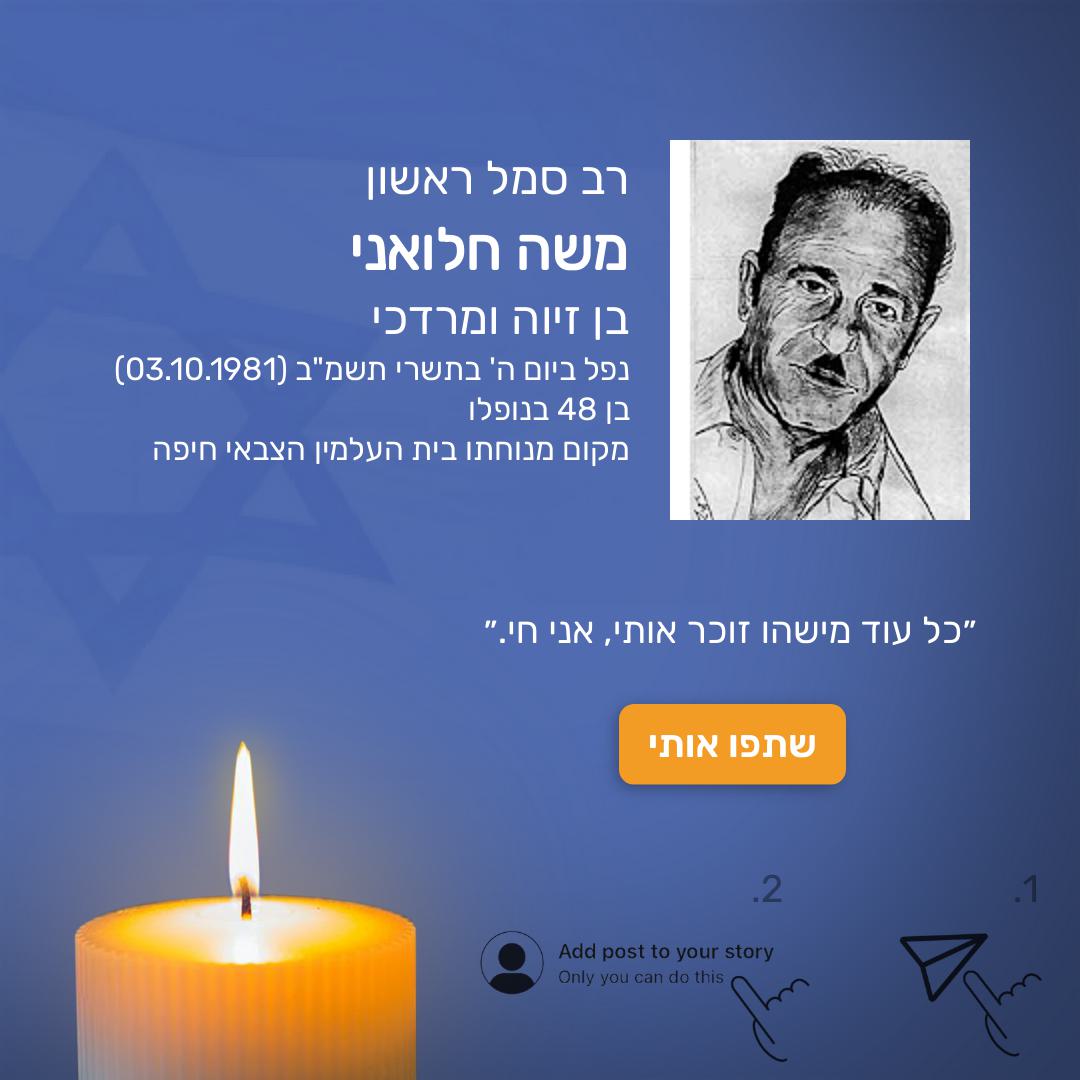 רב סמל ראשון
משה חלואני
בן זיוה ומרדכי
נפל ביום ה' בתשרי תשמ"ב (03.10.1981)
בן 48 בנופלו
מקום מנוחתו בית העלמין הצבאי חיפה
״כל עוד מישהו זוכר אותי, אני חי.״
שתפו אותי
.1
.2
Add post to your story
Only you can do this